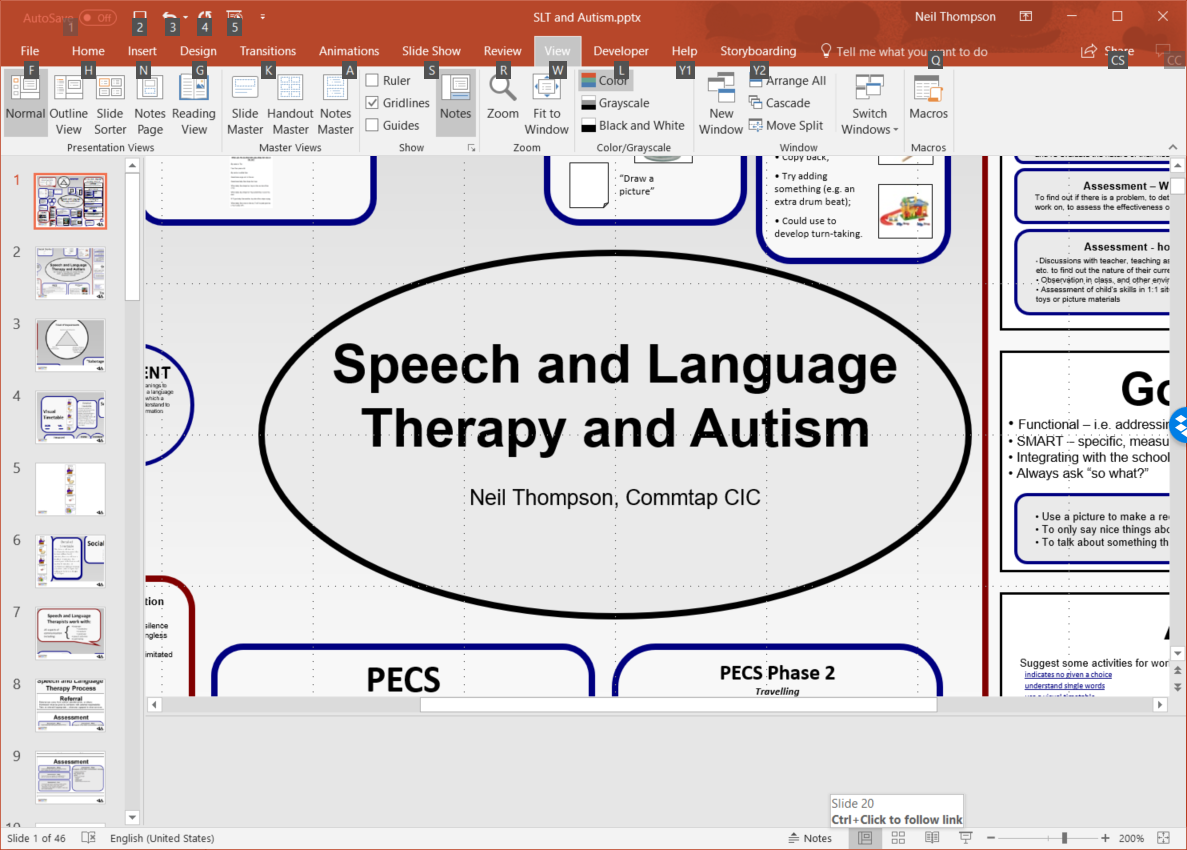 AutoSave Off
SLT and Autism.pptx
Neil Thompson
1 2 3 4 5
File Home Insert Design Transitions Animations Slide Show Review View Developer Help Storyboarding Tell me what you want to do Share
F H N G K A S R W L Y1 Y2 Q CS CC
Normal
Outline View
Slide Sorter
Notes Page
Reading View
Presentation Views
Slide Master
Handout Master
Notes Master
Master Views
Ruler
Gridlines
Guides
Show
Notes
Zoom
Fit to Window
Zoom
Color
Grayscale
Black and White
Color/Grayscale
New Window
Arrange All
Cascade
Move Split
Window
Switch Windows
Macros
Macros
1
2
3
4
5
6
7
8
9
"Draw a
picture"
• Copy back,
• Try adding
something (e.g. an
extra drum beat);
• Could use to
develop turn-taking.
Assessment – W
To find out if there is a problem, to det
work on, to assess the effectiveness o
Assessment - ho
• Discussions with teacher, teaching as
etc. to find out the nature of their curre
• Observation in class, and other envir
• Assessment of child's skills in 1:1 sit
toys or picture materials
Speech and Language
Therapy and Autism
Neil Thompson, Commtap CIC
Go
• Functional – i.e. addressin
• SMART – specific, measu
• Integrating with the school
• Always ask "so what?"
• Use a picture to make a re
• To only say nice things abo
• To talk about something th
Suggest some activities for wor
indicates no given a choice
understand single words
PECS
PECS Phase 2
Travelling
Slide 20
Ctrl+Click to follow link
Slide 1 of 46
English (United States)
Notes
200%